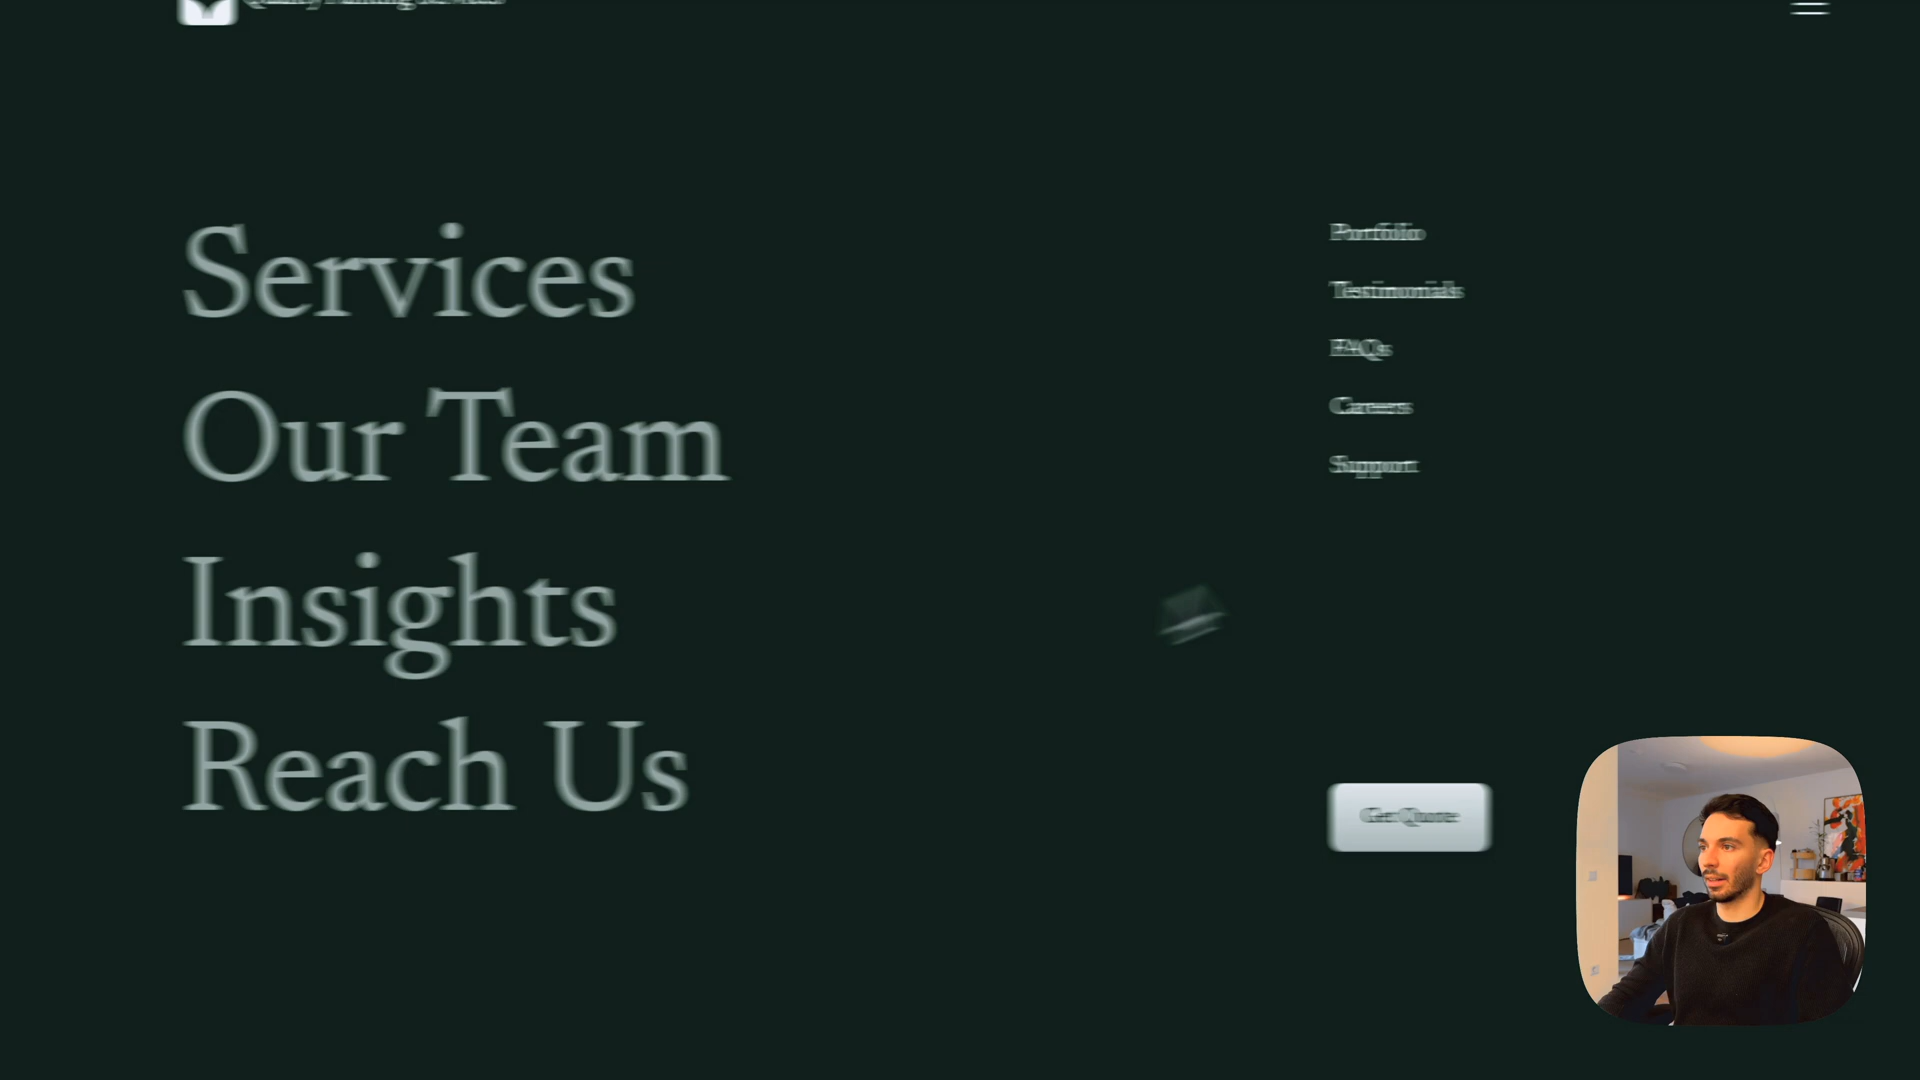 Services
Our Team
Insights
Reach Us
Portfolio
Testimonials
FAQs
Careers
Support
Get Quote